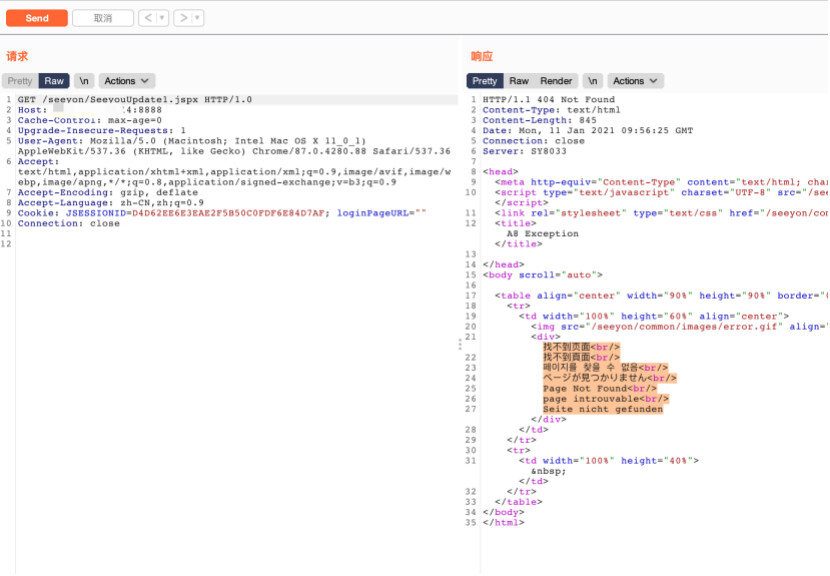 Send 取消 < ▼ > ▼
请求
Pretty Raw \n Actions
1 GET /seeyon/SeeyouUpdate1.jspx HTTP/1.0
2 Host: 4:8888
3 Cache-Control: max-age=0
4 Upgrade-Insecure-Requests: 1
5 User-Agent: Mozilla/5.0 (Macintosh; Intel Mac OS X 11_0_1)
AppleWebKit/537.36 (KHTML, like Gecko) Chrome/87.0.4280.88 Safari/537.36
6 Accept:
text/html,application/xhtml+xml,application/xml;q=0.9,image/avif,image/w
ebp,image/apng,*/*;q=0.8,application/signed-exchange;v=b3;q=0.9
7 Accept-Encoding: gzip, deflate
8 Accept-Language: zh-CN,zh;q=0.9
9 Cookie: JSESSIONID=D4D62EE6E3EAE2F5B50C0FDF6E84D7AF; loginPageURL=""
10 Connection: close
11
12
响应
Pretty Raw Render \n Actions
1 HTTP/1.1 404 Not Found
2 Content-Type: text/html
3 Content-Length: 845
4 Date: Mon, 11 Jan 2021 09:56:25 GMT
5 Connection: close
6 Server: SY8033
7
8 <head>
9 <meta http-equiv="Content-Type" content="text/html; char
10 <script type="text/javascript" charset="UTF-8" src="/see
</script>
11 <link rel="stylesheet" type="text/css" href="/seeyon/com
12 <title>
A8 Exception
</title>
13
14 </head>
15 <body scroll="auto">
16
17 <table align="center" width="90%" height="90%" border="0
18 <tr>
19 <td width="100%" height="60%" align="center">
20 <img src="/seeyon/common/images/error.gif" align=
21 <div>
找不到页面<br/>
22 找不到頁面<br/>
23 페이지를 찾을 수 없음<br/>
24 ページが見つかりません<br/>
25 Page Not Found<br/>
26 page introuvable<br/>
27 Seite nicht gefunden
</div>
28 </td>
29 </tr>
30 <tr>
31 <td width="100%" height="40%">
&nbsp;
</td>
32 </tr>
33 </table>
34 </body>
35 </html>